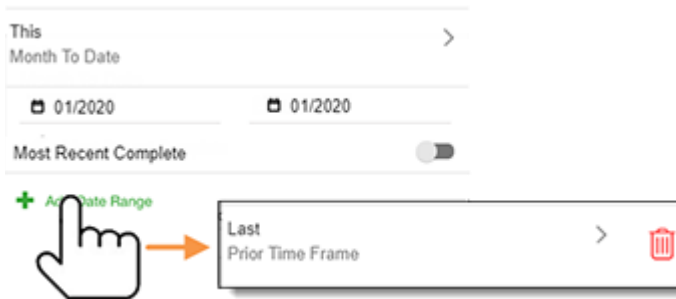 This
Month To Date
01/2020 01/2020
Most Recent Complete
Date Range
Last
Prior Time Frame